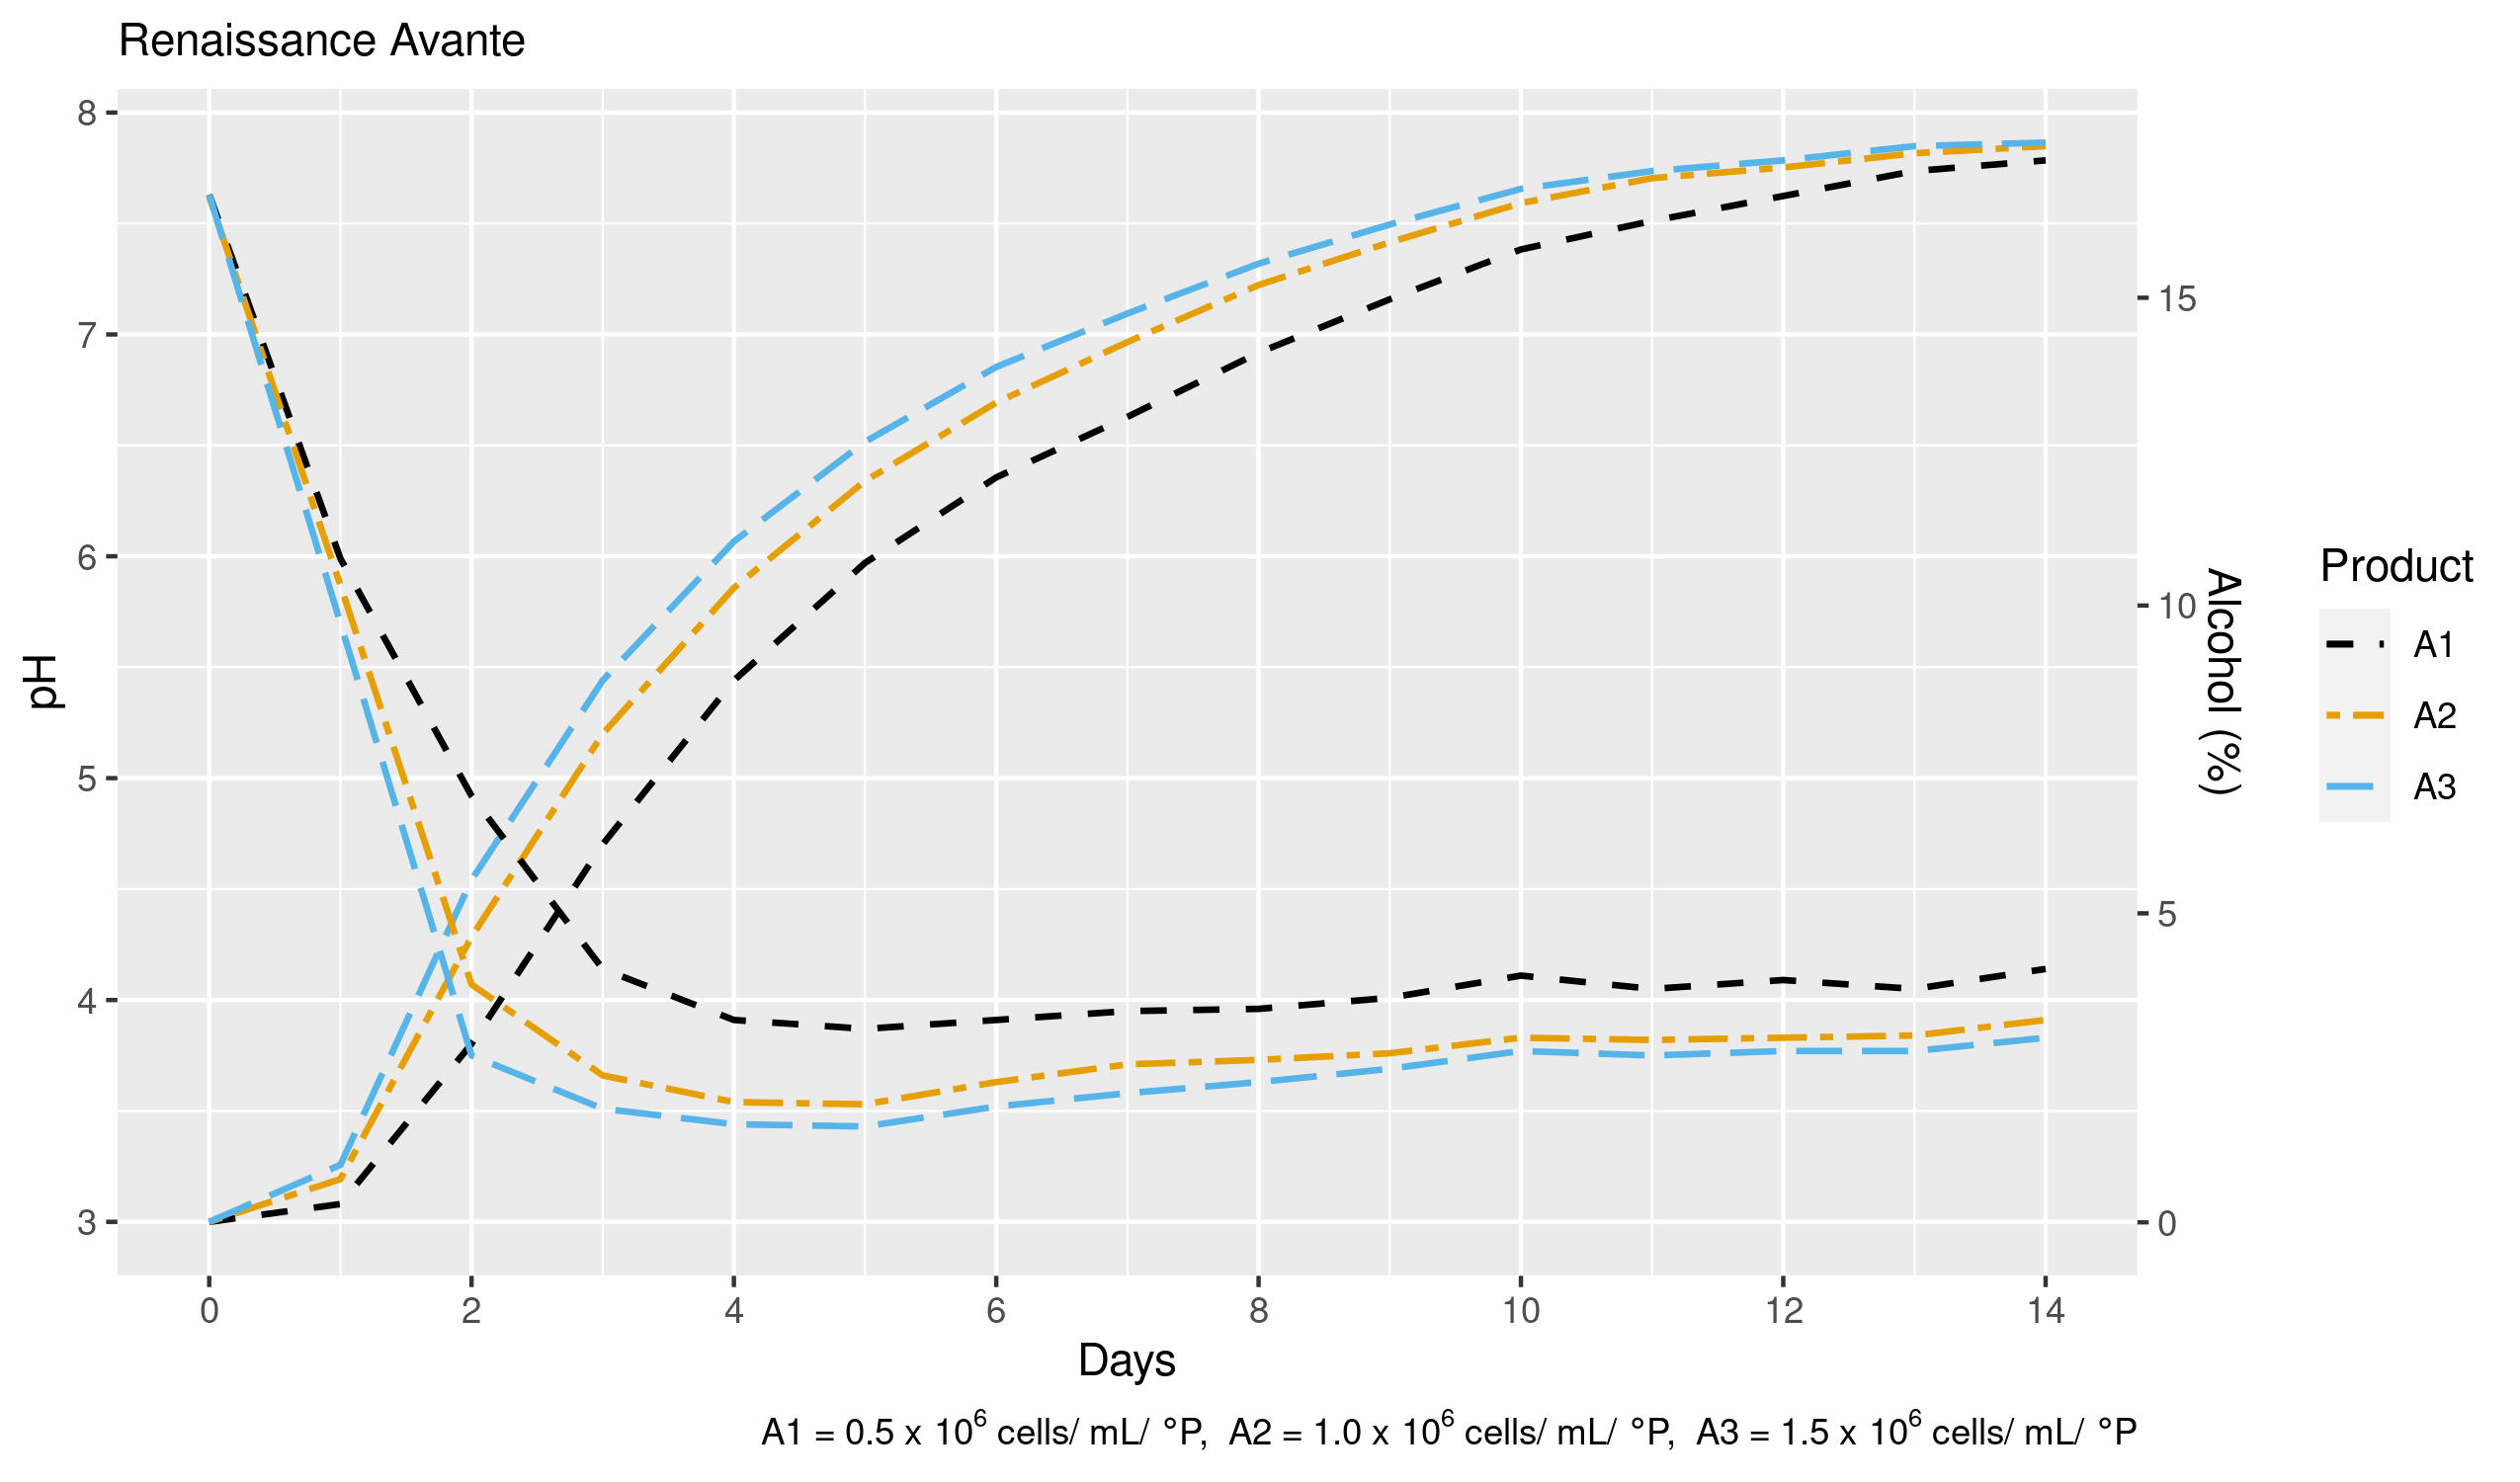 Renaissance Avante
8
7
6
5
4
3
pH
15
10
5
0
Alcohol (%)
Product
A1
A2
A3
0 2 4 6 8 10 12 14
Days
A1 = 0.5 x 10⁶ cells/ mL/ °P, A2 = 1.0 x 10⁶ cells/ mL/ °P, A3 = 1.5 x 10⁶ cells/ mL/ °P